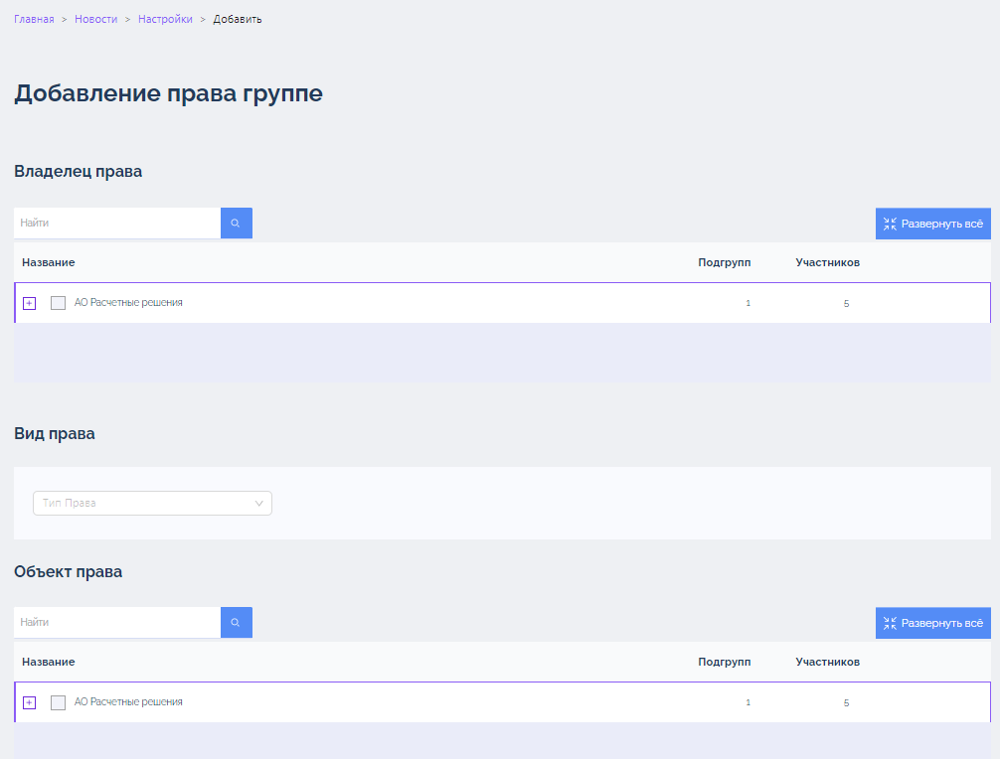 Главная > Новости > Настройки > Добавить
Добавление права группе
Владелец права
Найти
Развернуть всё
Название Подгрупп Участников
АО Расчетные решения 1 5
Вид права
Тип Права
Объект права
Найти
Развернуть всё
Название Подгрупп Участников
АО Расчетные решения 1 5